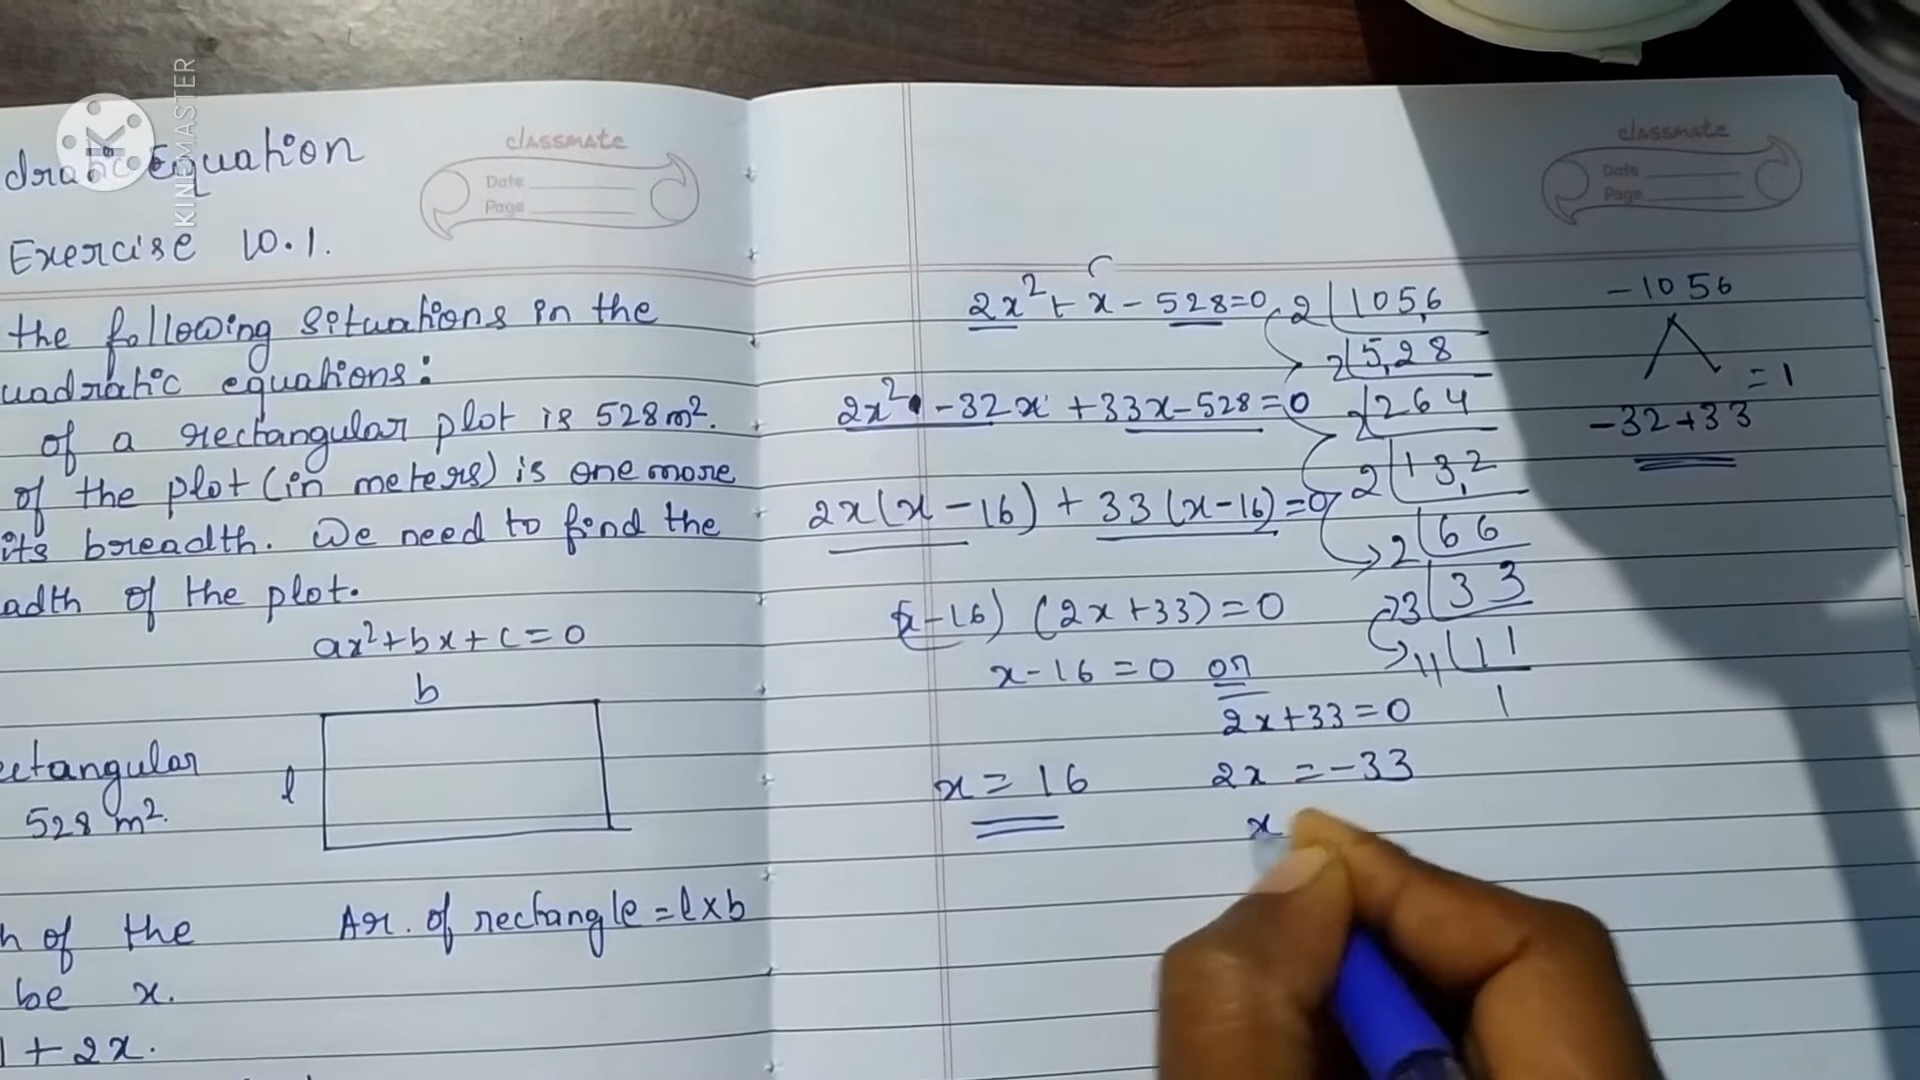 KINEMASTER
dratic Equation
classmate
Date
Page
Exercise 10.1.
the following situations in the
uadratic equations:
of a rectangular plot is 528m².
of the plot (in meters) is one more
its breadth. We need to find the
adth of the plot.
ax²+bx+c=0
b
l
ectangular
528 m².
h of the
be x.
1+2x.
Ar. of rectangle = l×b
classmate
Date
Page
2x²+x-528=0
2x²-32x+33x-528=0
2x(x-16)+33(x-16)=0
(x-16) (2x+33)=0
x-16=0 or
2x+33=0
x=16
2x=-33
x
2 1056
2 528
2 264
2 132
2 66
3 33
11 11
1
-1056
-32+33 = 1